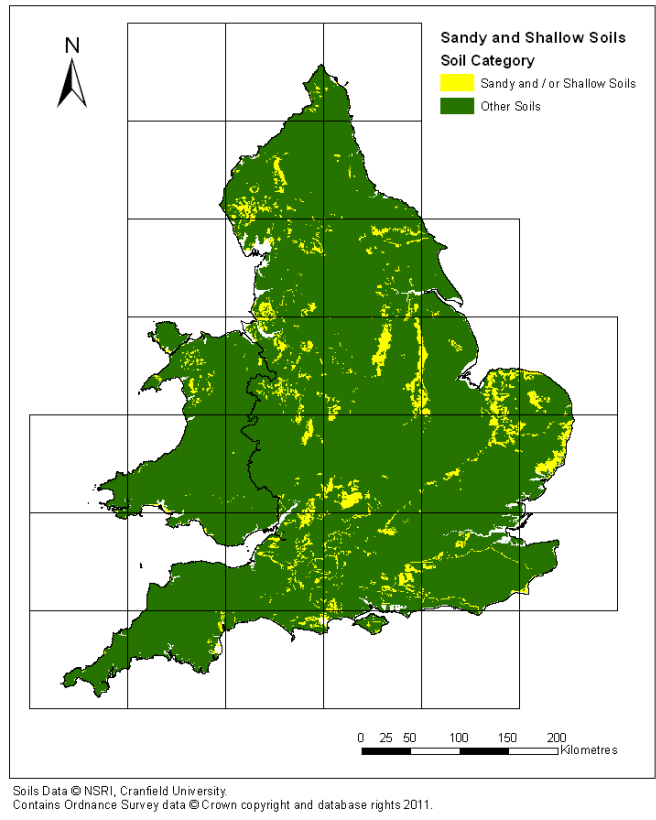 N
Sandy and Shallow Soils
Soil Category
Sandy and / or Shallow Soils
Other Soils
0 25 50 100 150 200
Kilometres
Soils Data © NSRI, Cranfield University.
Contains Ordnance Survey data © Crown copyright and database rights 2011.